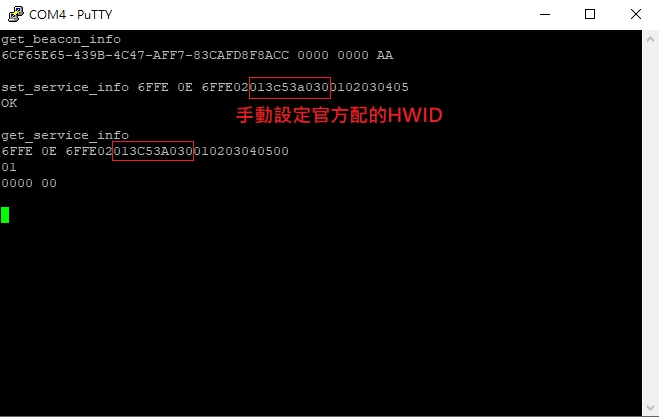 COM4 - PuTTY
get_beacon_info
6CF65E65-439B-4C47-AFF7-83CAFD8F8ACC 0000 0000 AA
set_service_info 6FFE 0E 6FFE02013c53a0300102030405
OK
手動設定官方配的HWID
get_service_info
6FFE 0E 6FFE02013C53A030010203040500
01
0000 00